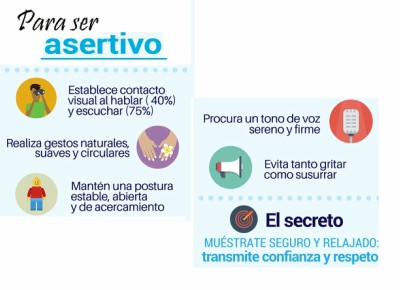 Para ser
asertivo
Establece contacto
visual al hablar ( 40%)
y escuchar (75%)
Realiza gestos naturales,
suaves y circulares
Mantén una postura
estable, abierta
y de acercamiento
Procura un tono de voz
sereno y firme
Evita tanto gritar
como susurrar
El secreto
MUÉSTRATE SEGURO Y RELAJADO:
transmite confianza y respeto